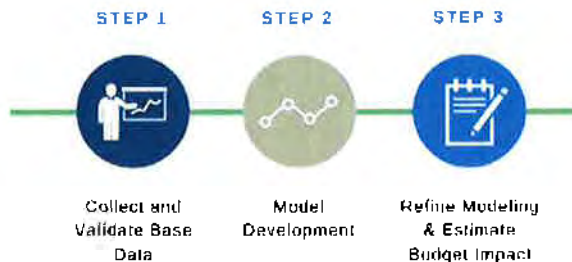 STEP 1
STEP 2
STEP 3
Collect and
Validate Base
Data
Model
Development
Refine Modeling
& Estimate
Budget Impact